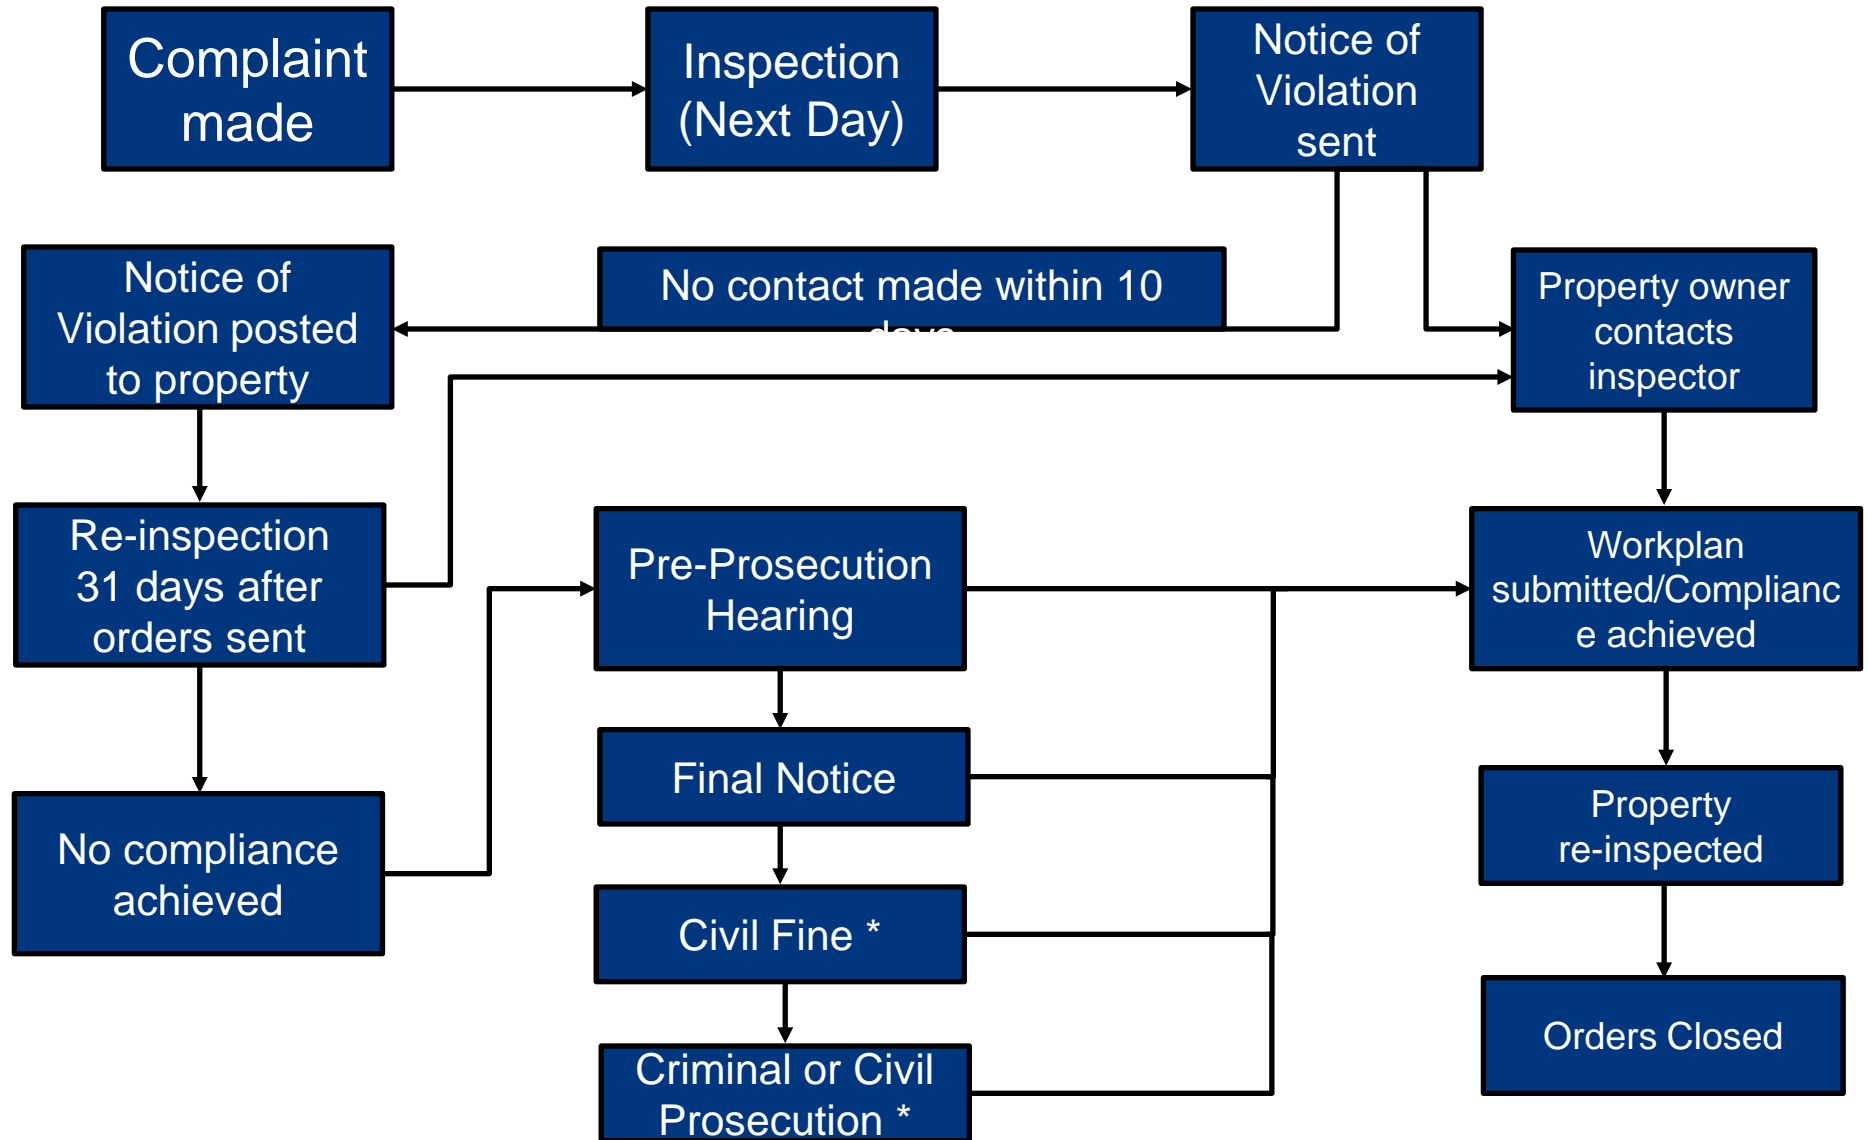 Complaint
made
Inspection
(Next Day)
Notice of
Violation
sent
Notice of
Violation posted
to property
No contact made within 10
days
Property owner
contacts
inspector
Re-inspection
31 days after
orders sent
Pre-Prosecution
Hearing
Workplan
submitted/Complianc
e achieved
Final Notice
Property
re-inspected
No compliance
achieved
Civil Fine *
Orders Closed
Criminal or Civil
Prosecution *